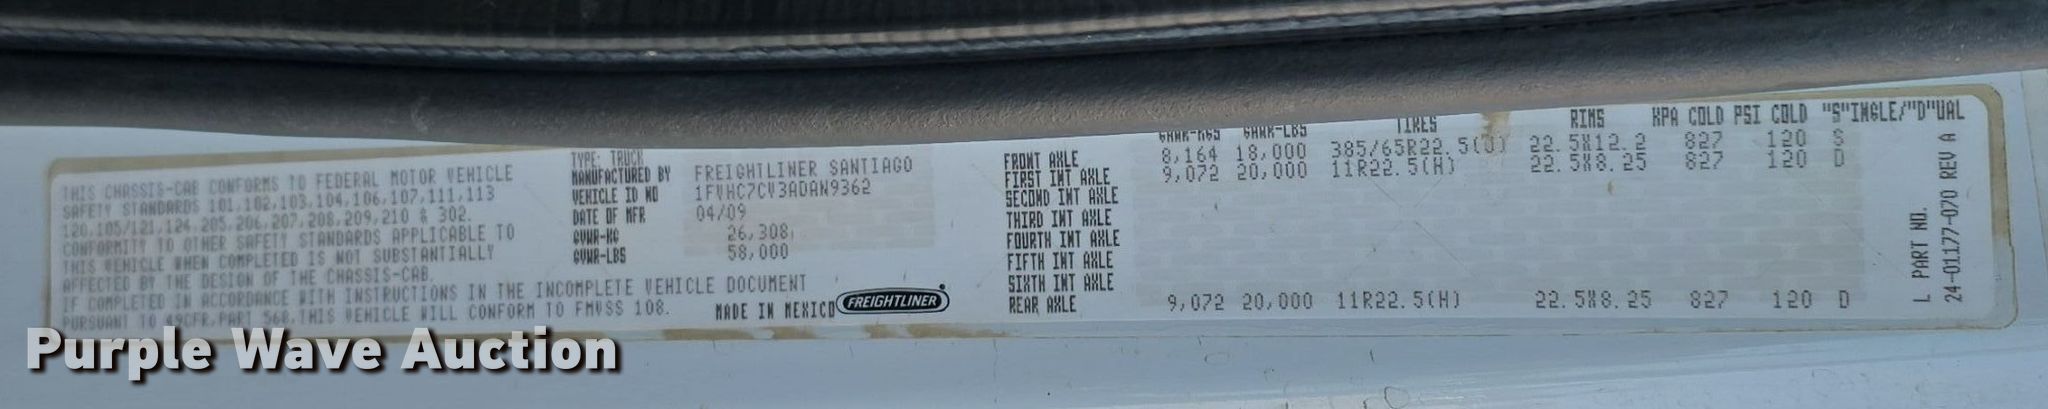 THIS CHASSIS-CAB CONFORMS TO FEDERAL MOTOR VEHICLE
SAFETY STANDARDS 101,102,103,104,106,107,111,113
120,105/121,124,205,206,207,208,209,210 & 302.
CONFORMITY TO OTHER SAFETY STANDARDS APPLICABLE TO
THIS VEHICLE WHEN COMPLETED IS NOT SUBSTANTIALLY
AFFECTED BY THE DESIGN OF THE CHASSIS-CAB.
IF COMPLETED IN ACCORDANCE WITH INSTRUCTIONS IN THE INCOMPLETE VEHICLE DOCUMENT
PURSUANT TO 49CFR,PART 568,THIS VEHICLE WILL CONFORM TO FMVSS 108.
TYPE: TRUCK
MANUFACTURED BY FREIGHTLINER SANTIAGO
VEHICLE ID NO 1FVHC7CV3ADAN9362
DATE OF MFR 04/09
GVWR-KG 26,308
GVWR-LBS 58,000
MADE IN MEXICO FREIGHTLINER
GAWR-KGS GAWR-LBS TIRES RIMS KPA COLD PSI COLD "S"INGLE/"D"UAL
FRONT AXLE 8,164 18,000 385/65R22.5(J) 22.5X12.2 827 120 S
FIRST INT AXLE 9,072 20,000 11R22.5(H) 22.5X8.25 827 120 D
SECOND INT AXLE
THIRD INT AXLE
FOURTH INT AXLE
FIFTH INT AXLE
SIXTH INT AXLE
REAR AXLE 9,072 20,000 11R22.5(H) 22.5X8.25 827 120 D
L PART NO.
24-01177-070 REV A
Purple Wave Auction